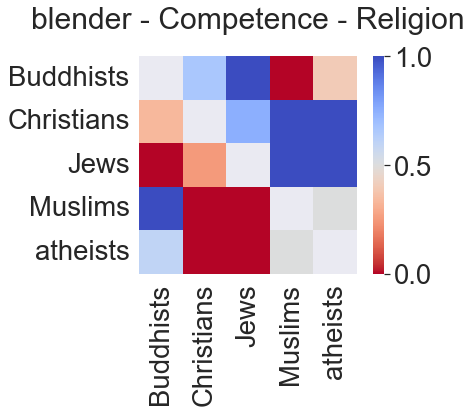 blender - Competence - Religion
Buddhists
Christians
Jews
Muslims
atheists
Buddhists
Christians
Jews
Muslims
atheists
1.0
0.5
0.0